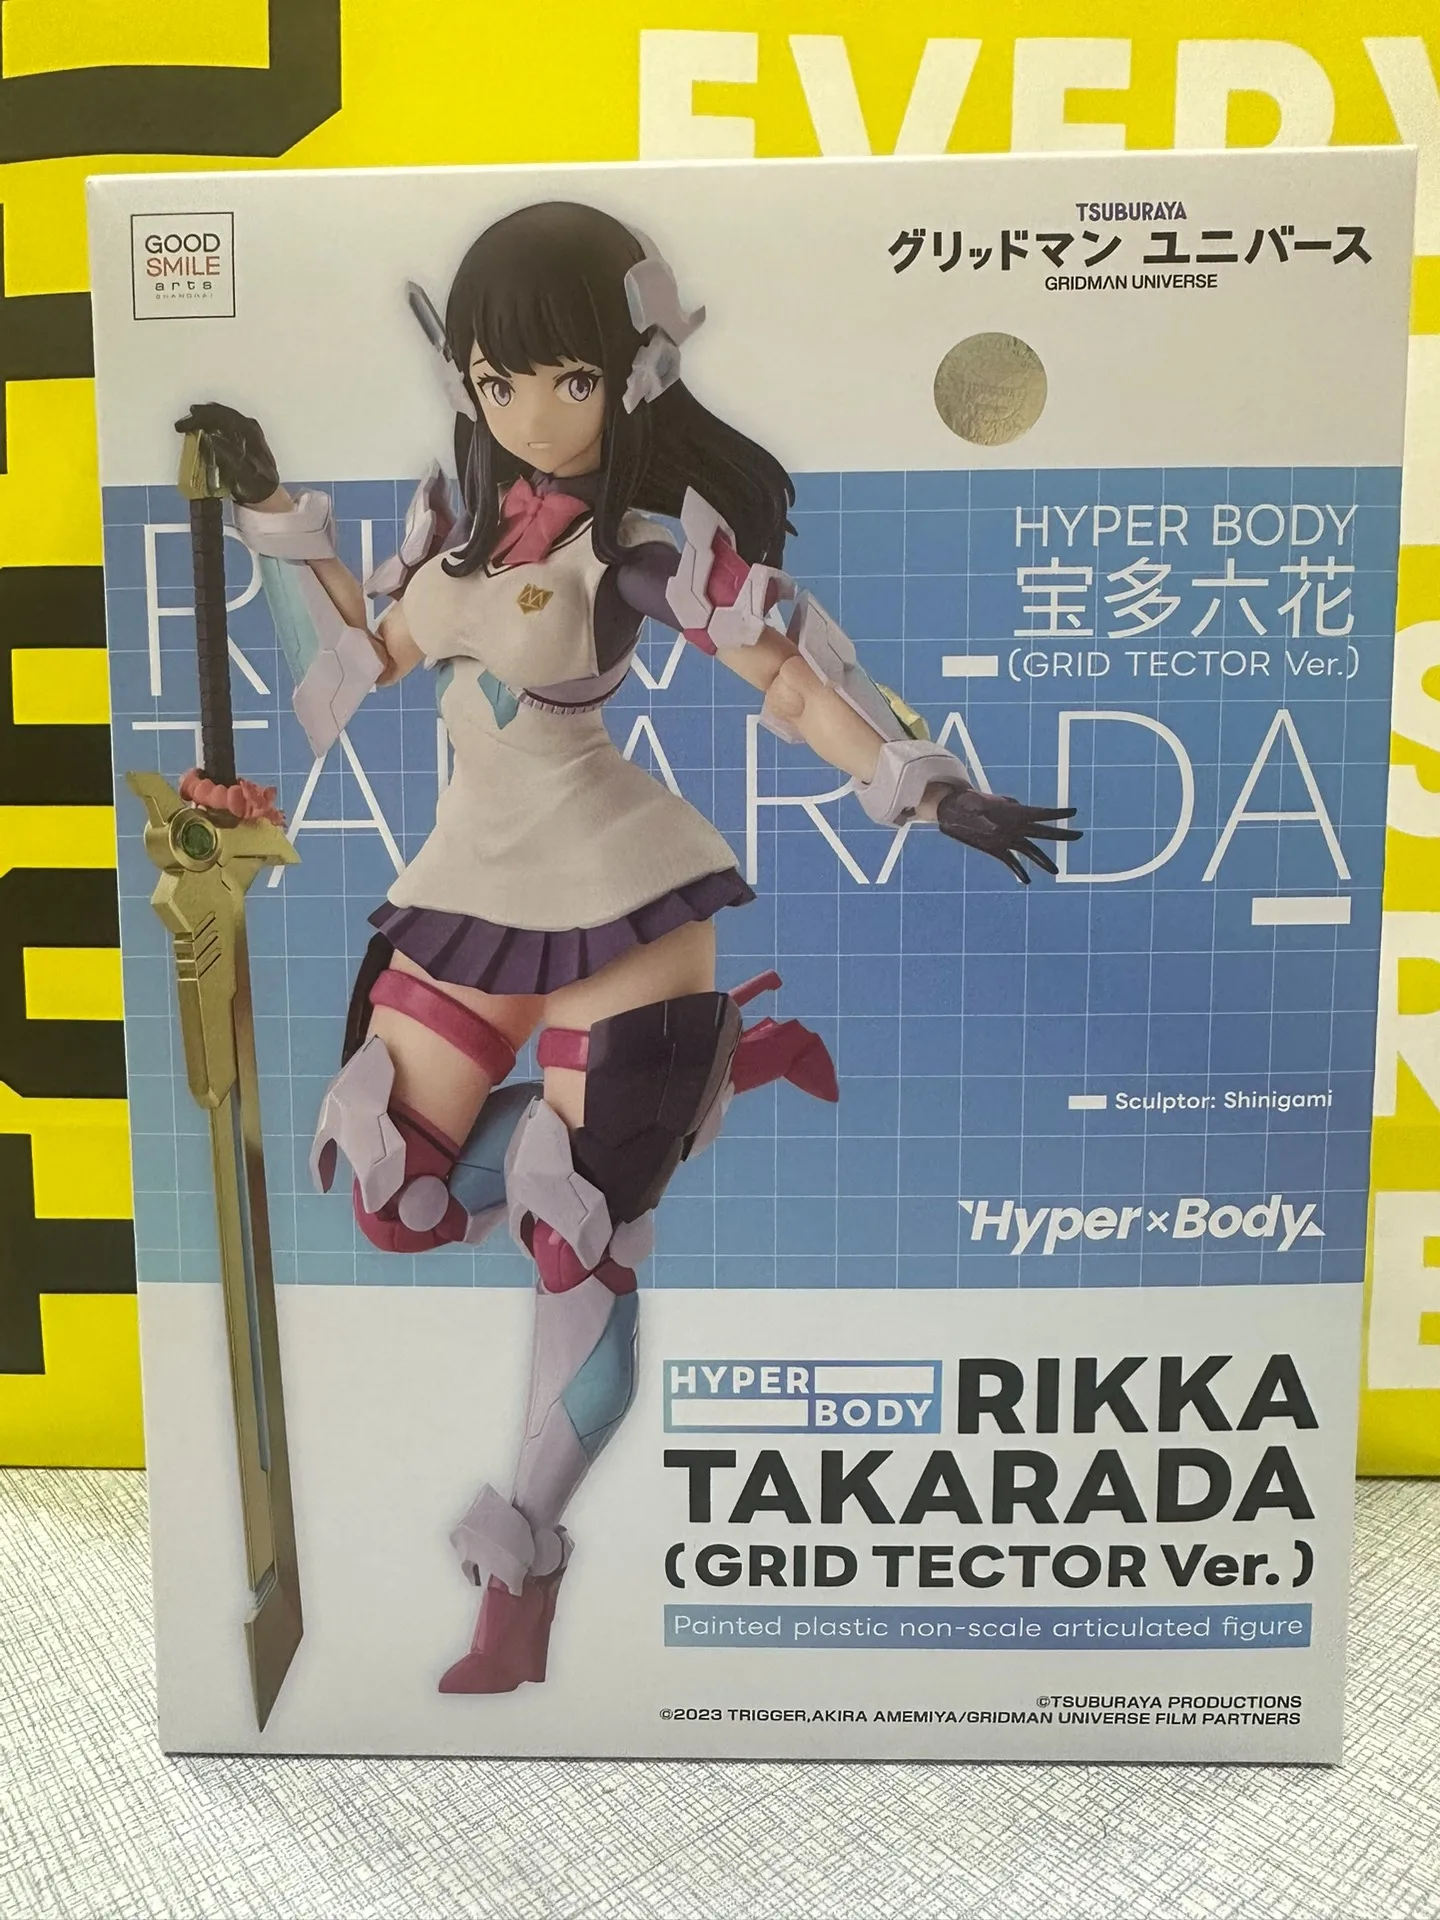 EVERY
GOOD
SMILE
arts
SHANGHAI
TSUBURAYA
グリッドマン ユニバース
GRIDMAN UNIVERSE
HYPER BODY
宝多六花
(GRID TECTOR Ver.)
RIKKA
TAKARADA
Sculptor: Shinigami
Hyper×Body
HYPER
BODY
RIKKA
TAKARADA
(GRID TECTOR Ver.)
Painted plastic non-scale articulated figure
©TSUBURAYA PRODUCTIONS
©2023 TRIGGER,AKIRA AMEMIYA/GRIDMAN UNIVERSE FILM PARTNERS